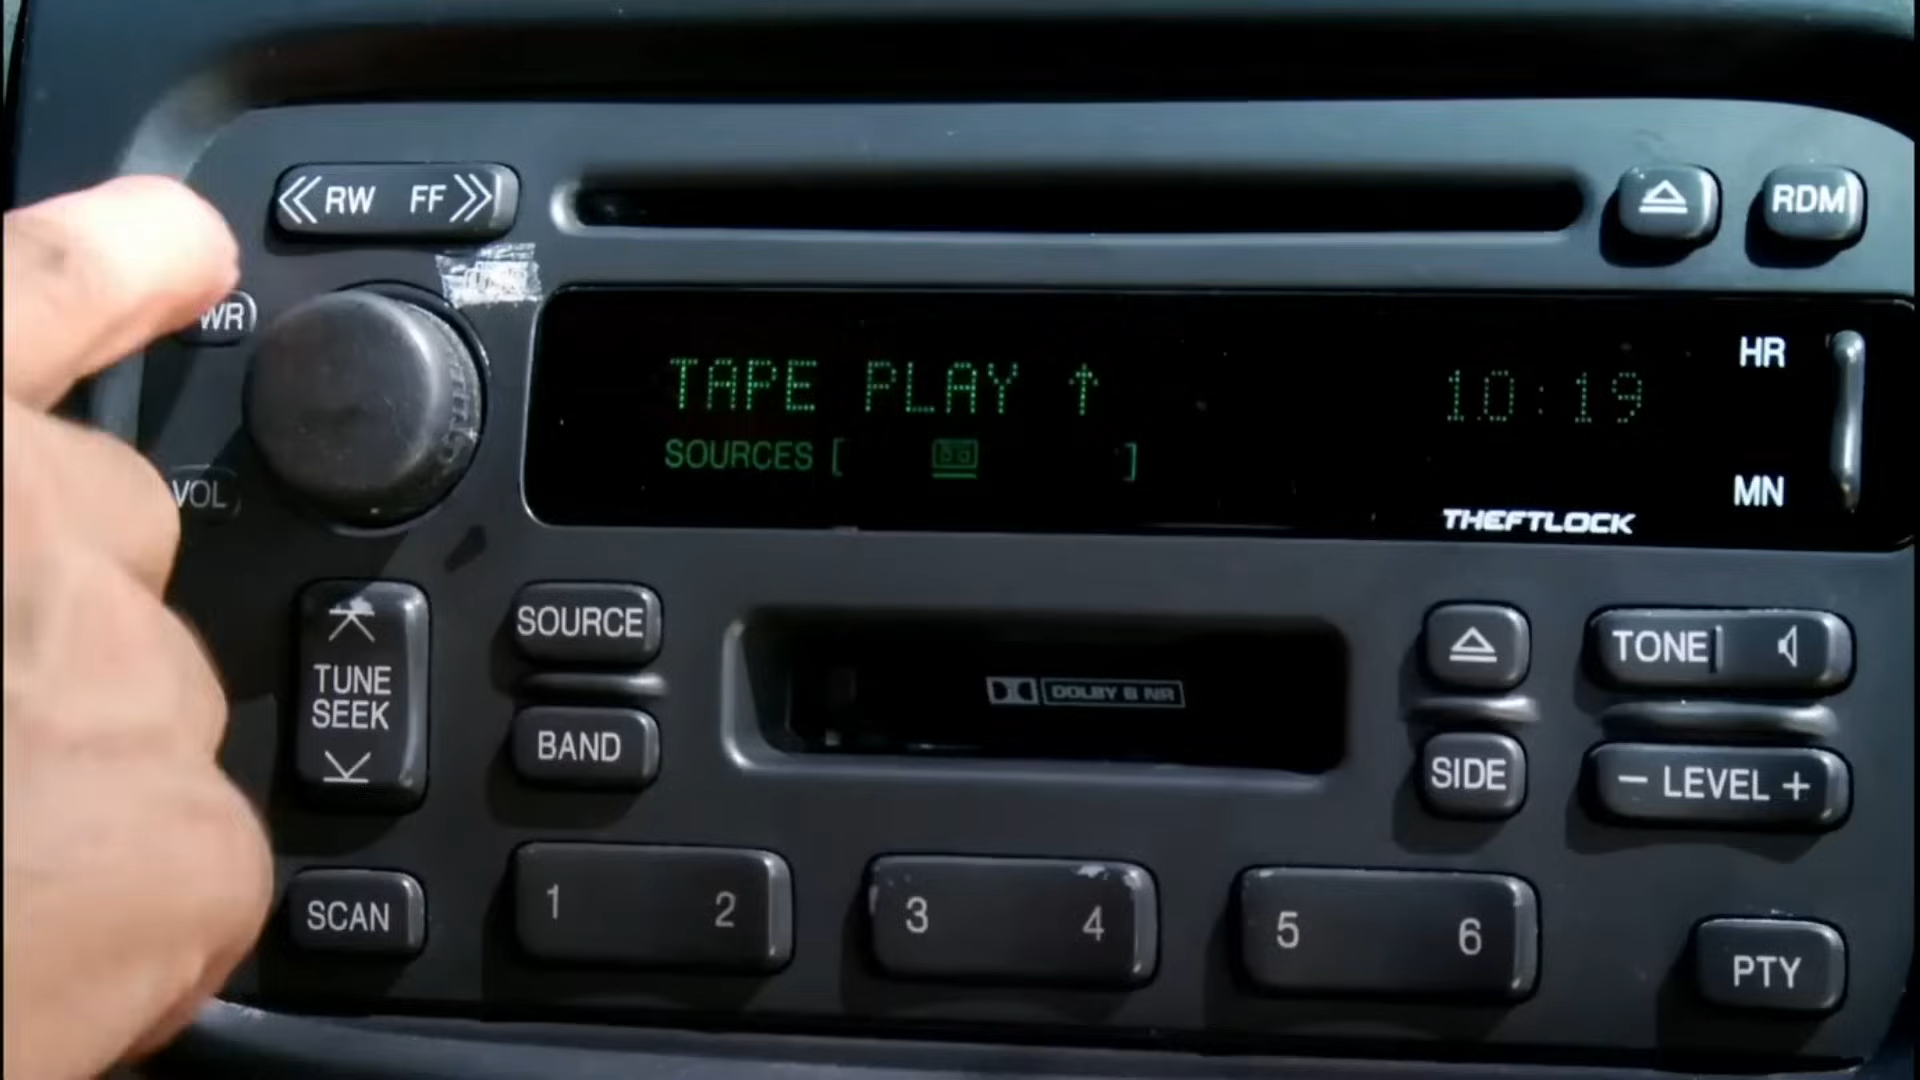 RW FF
RDM
WR
TAPE PLAY ↑
10:19
HR
SOURCES [ ]
VOL
MN
THEFTLOCK
SOURCE
TONE
TUNE
SEEK
DOLBY B NR
BAND
SIDE
− LEVEL +
SCAN
1 2
3 4
5 6
PTY